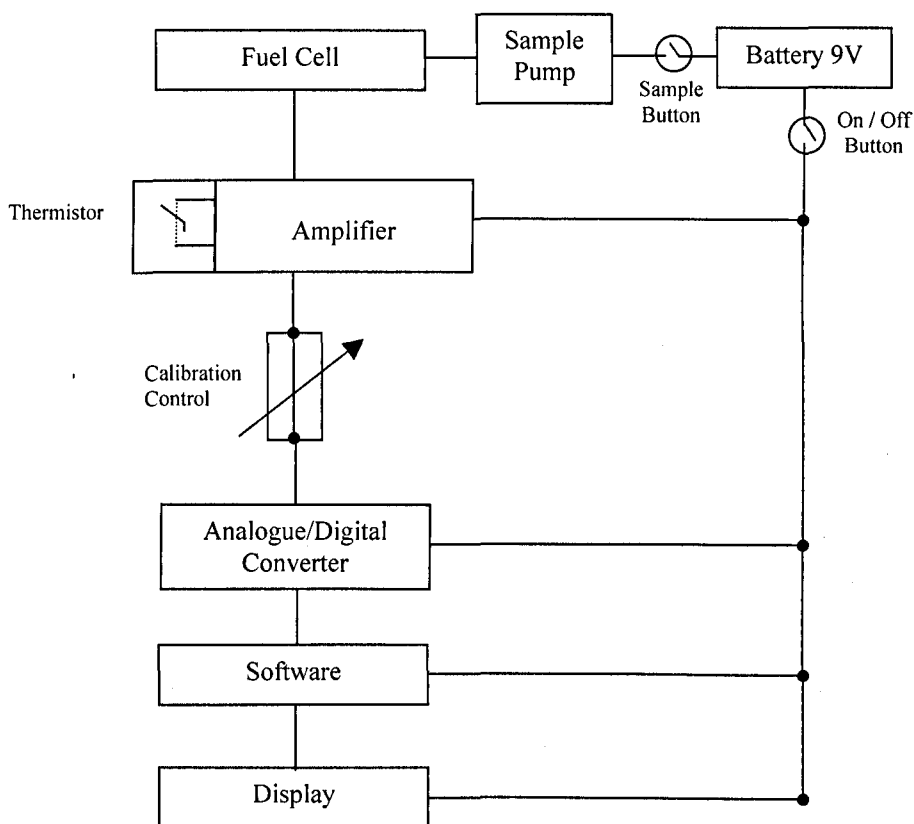 Fuel Cell
Sample
Pump
Battery 9V
Sample
Button
On / Off
Button
Thermistor
Amplifier
Calibration
Control
Analogue/Digital
Converter
Software
Display